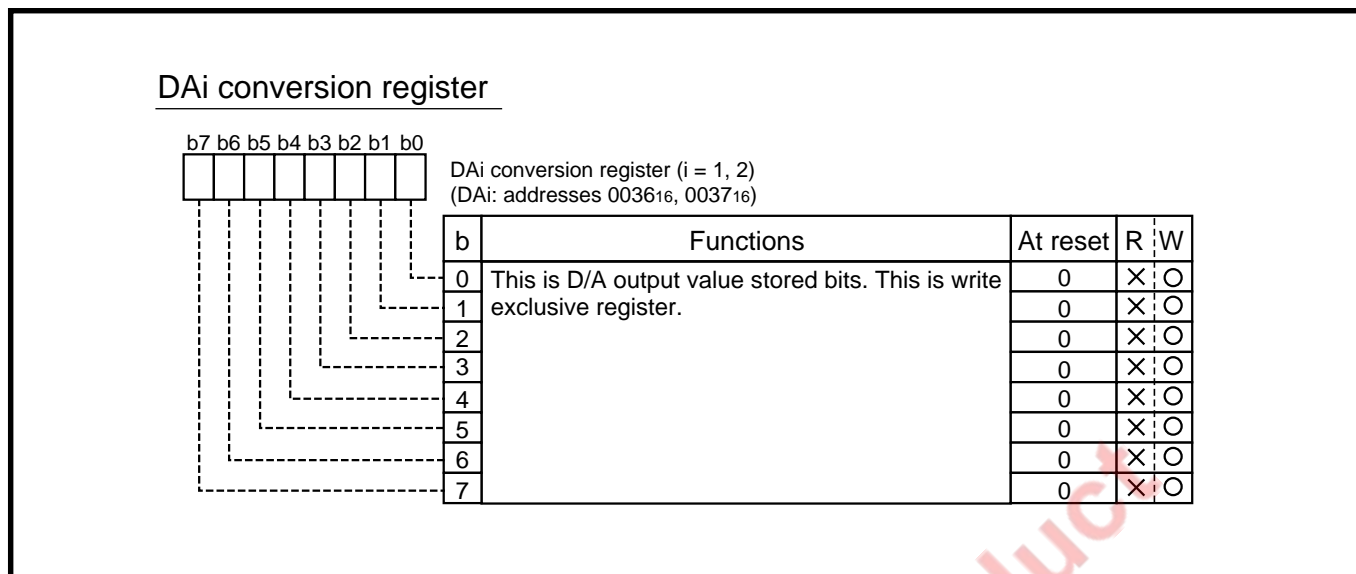 DAi conversion register
b7 b6 b5 b4 b3 b2 b1 b0
DAi conversion register (i = 1, 2)
(DAi: addresses 003616, 003716)
b Functions At reset R W
0 This is D/A output value stored bits. This is write 0 × O
1 exclusive register. 0 × O
2 0 × O
3 0 × O
4 0 × O
5 0 × O
6 0 × O
7 0 × O